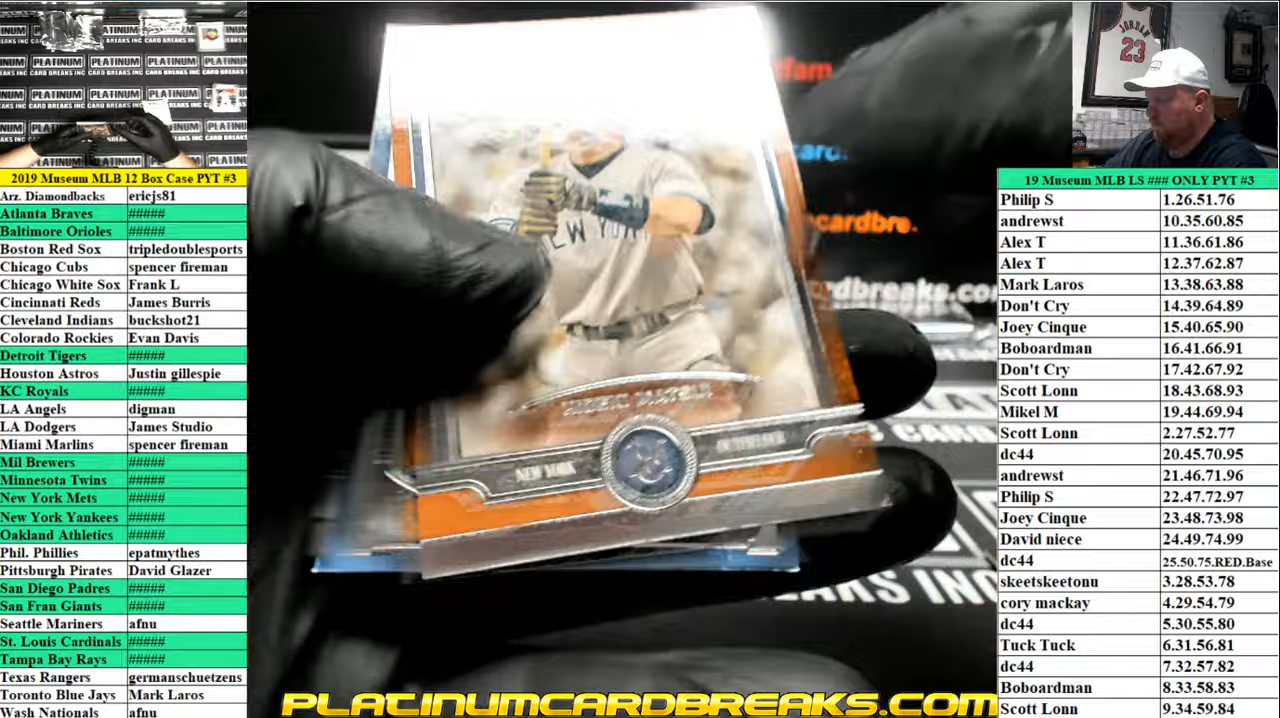 2019 Museum MLB 12 Box Case PYT #3
Arz. Diamondbacks ericjs81
Atlanta Braves #####
Baltimore Orioles #####
Boston Red Sox tripledoublesports
Chicago Cubs spencer fireman
Chicago White Sox Frank L
Cincinnati Reds James Burris
Cleveland Indians buckshot21
Colorado Rockies Evan Davis
Detroit Tigers #####
Houston Astros Justin gillespie
KC Royals #####
LA Angels digman
LA Dodgers James Studio
Miami Marlins spencer fireman
Mil Brewers #####
Minnesota Twins #####
New York Mets #####
New York Yankees #####
Oakland Athletics #####
Phil. Phillies epatmythes
Pittsburgh Pirates David Glazer
San Diego Padres #####
San Fran Giants #####
Seattle Mariners afnu
St. Louis Cardinals #####
Tampa Bay Rays #####
Texas Rangers germanschuetzens
Toronto Blue Jays Mark Laros
Wash Nationals afnu
PLATINUM
CARD BREAKS INC
NEW YORK
NEW YORK
cardbre.
rdbreaks.com
PLATINUMCARDBREAKS.COM
JORDAN
23
19 Museum MLB LS ### ONLY PYT #3
Philip S 1.26.51.76
andrewst 10.35.60.85
Alex T 11.36.61.86
Alex T 12.37.62.87
Mark Laros 13.38.63.88
Don't Cry 14.39.64.89
Joey Cinque 15.40.65.90
Boboardman 16.41.66.91
Don't Cry 17.42.67.92
Scott Lonn 18.43.68.93
Mikel M 19.44.69.94
Scott Lonn 2.27.52.77
dc44 20.45.70.95
andrewst 21.46.71.96
Philip S 22.47.72.97
Joey Cinque 23.48.73.98
David niece 24.49.74.99
dc44 25.50.75.RED.Base
skeetskeetonu 3.28.53.78
cory mackay 4.29.54.79
dc44 5.30.55.80
Tuck Tuck 6.31.56.81
dc44 7.32.57.82
Boboardman 8.33.58.83
Scott Lonn 9.34.59.84